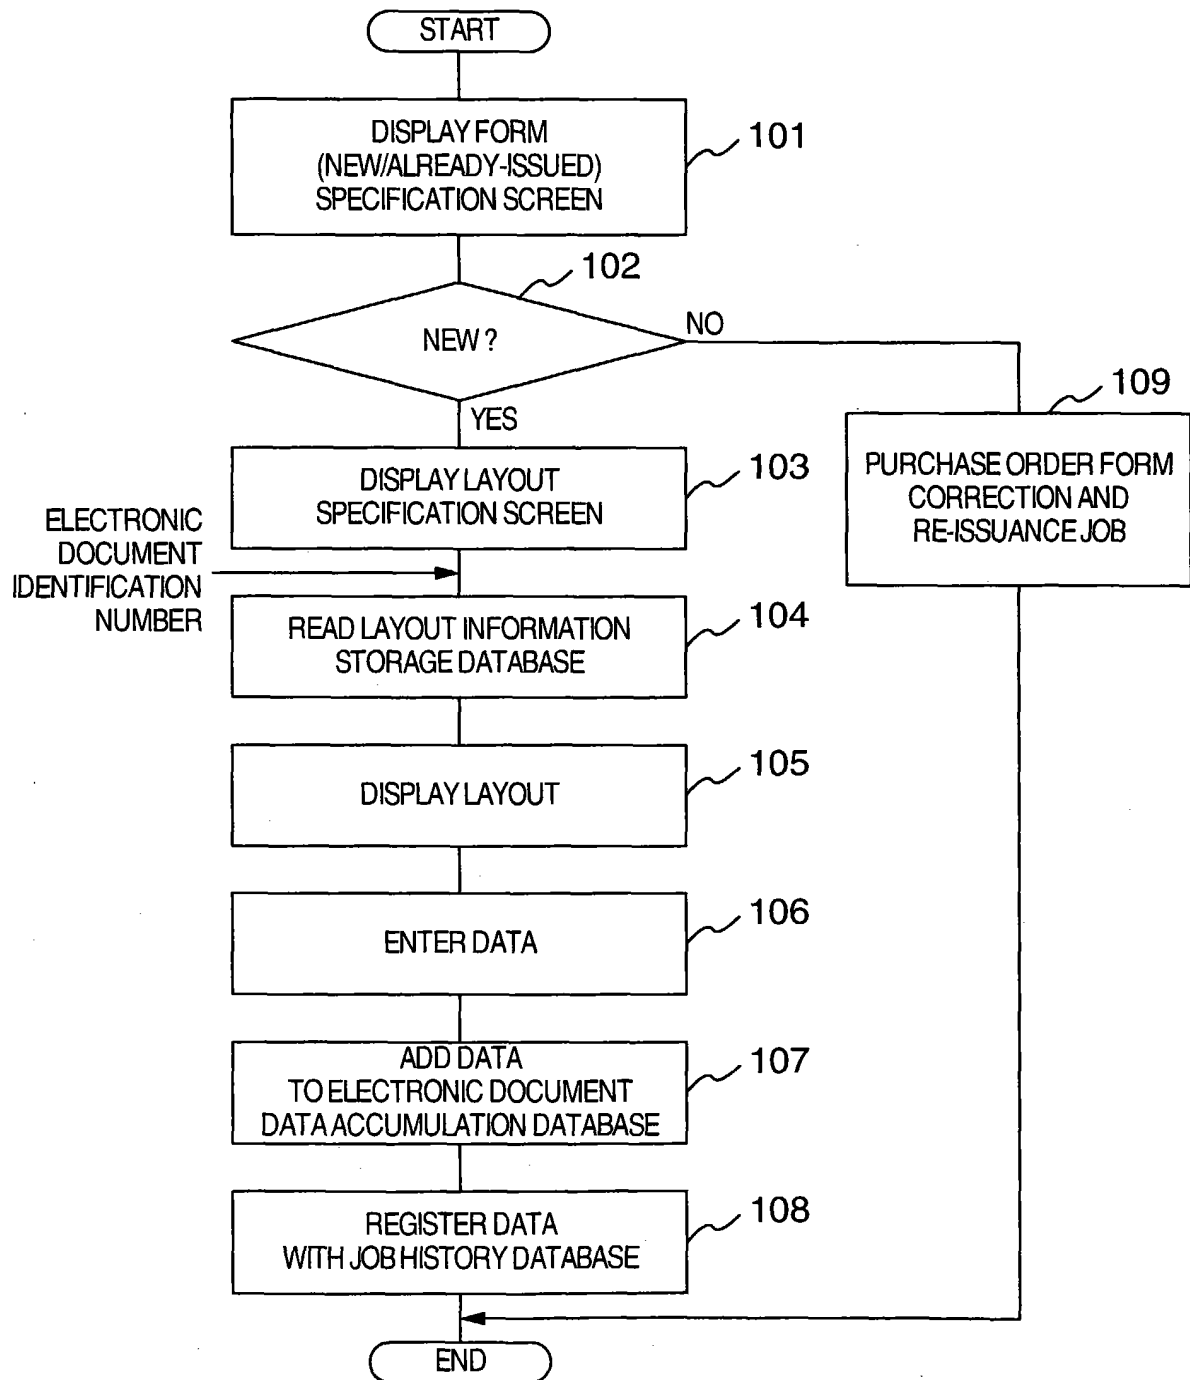 START
DISPLAY FORM
(NEW/ALREADY-ISSUED)
SPECIFICATION SCREEN
101
102
NEW ?
NO
YES
109
PURCHASE ORDER FORM
CORRECTION AND
RE-ISSUANCE JOB
DISPLAY LAYOUT
SPECIFICATION SCREEN
103
ELECTRONIC
DOCUMENT
IDENTIFICATION
NUMBER
READ LAYOUT INFORMATION
STORAGE DATABASE
104
DISPLAY LAYOUT
105
ENTER DATA
106
ADD DATA
TO ELECTRONIC DOCUMENT
DATA ACCUMULATION DATABASE
107
REGISTER DATA
WITH JOB HISTORY DATABASE
108
END